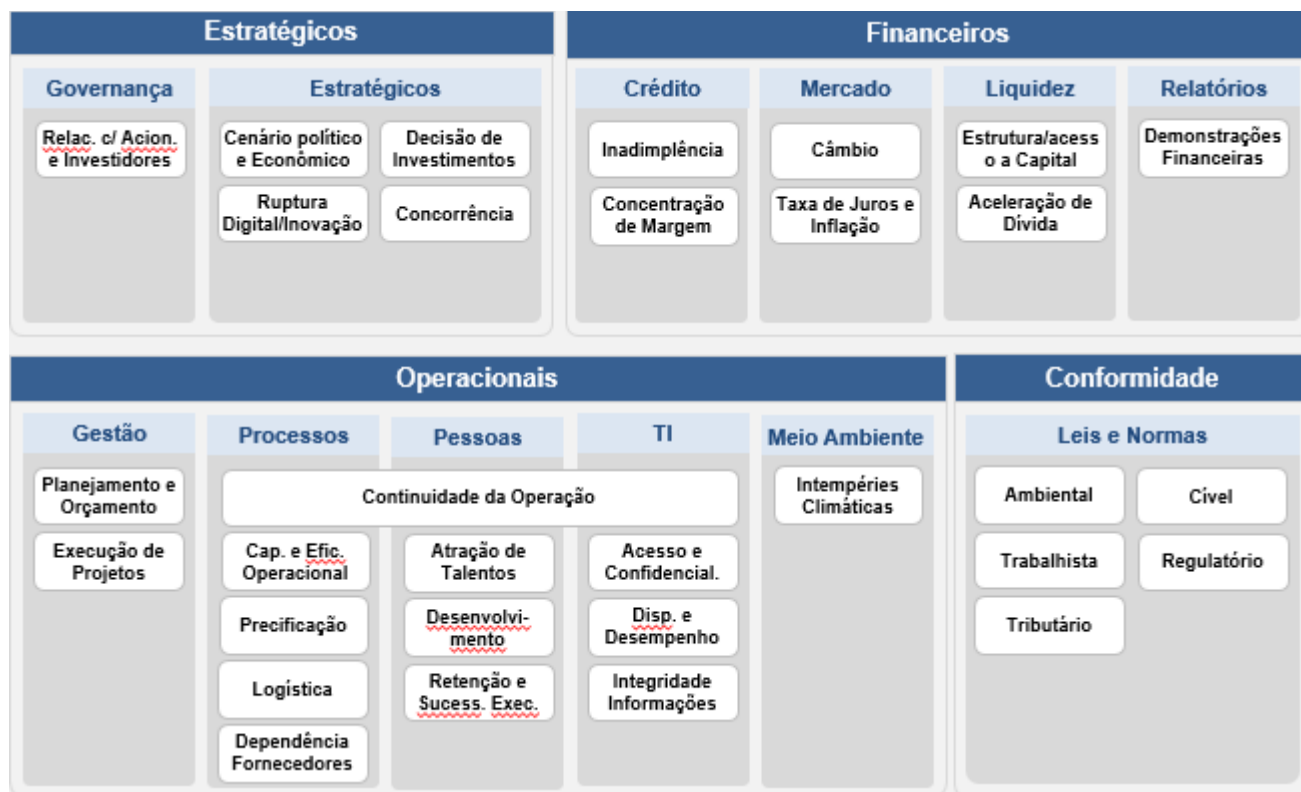 Estratégicos
Governança
Relac. c/ Acion.
e Investidores
Estratégicos
Cenário político
e Econômico
Decisão de
Investimentos
Ruptura
Digital/Inovação
Concorrência
Financeiros
Crédito
Inadimplência
Concentração
de Margem
Mercado
Câmbio
Taxa de Juros e
Inflação
Liquidez
Estrutura/acess
o a Capital
Aceleração de
Dívida
Relatórios
Demonstrações
Financeiras
Operacionais
Gestão
Planejamento e
Orçamento
Execução de
Projetos
Processos
Pessoas
TI
Continuidade da Operação
Cap. e Efic.
Operacional
Precificação
Logística
Dependência
Fornecedores
Atração de
Talentos
Desenvolvi-
mento
Retenção e
Sucess. Exec.
Acesso e
Confidencial.
Disp. e
Desempenho
Integridade
Informações
Meio Ambiente
Intempéries
Climáticas
Conformidade
Leis e Normas
Ambiental
Cível
Trabalhista
Regulatório
Tributário